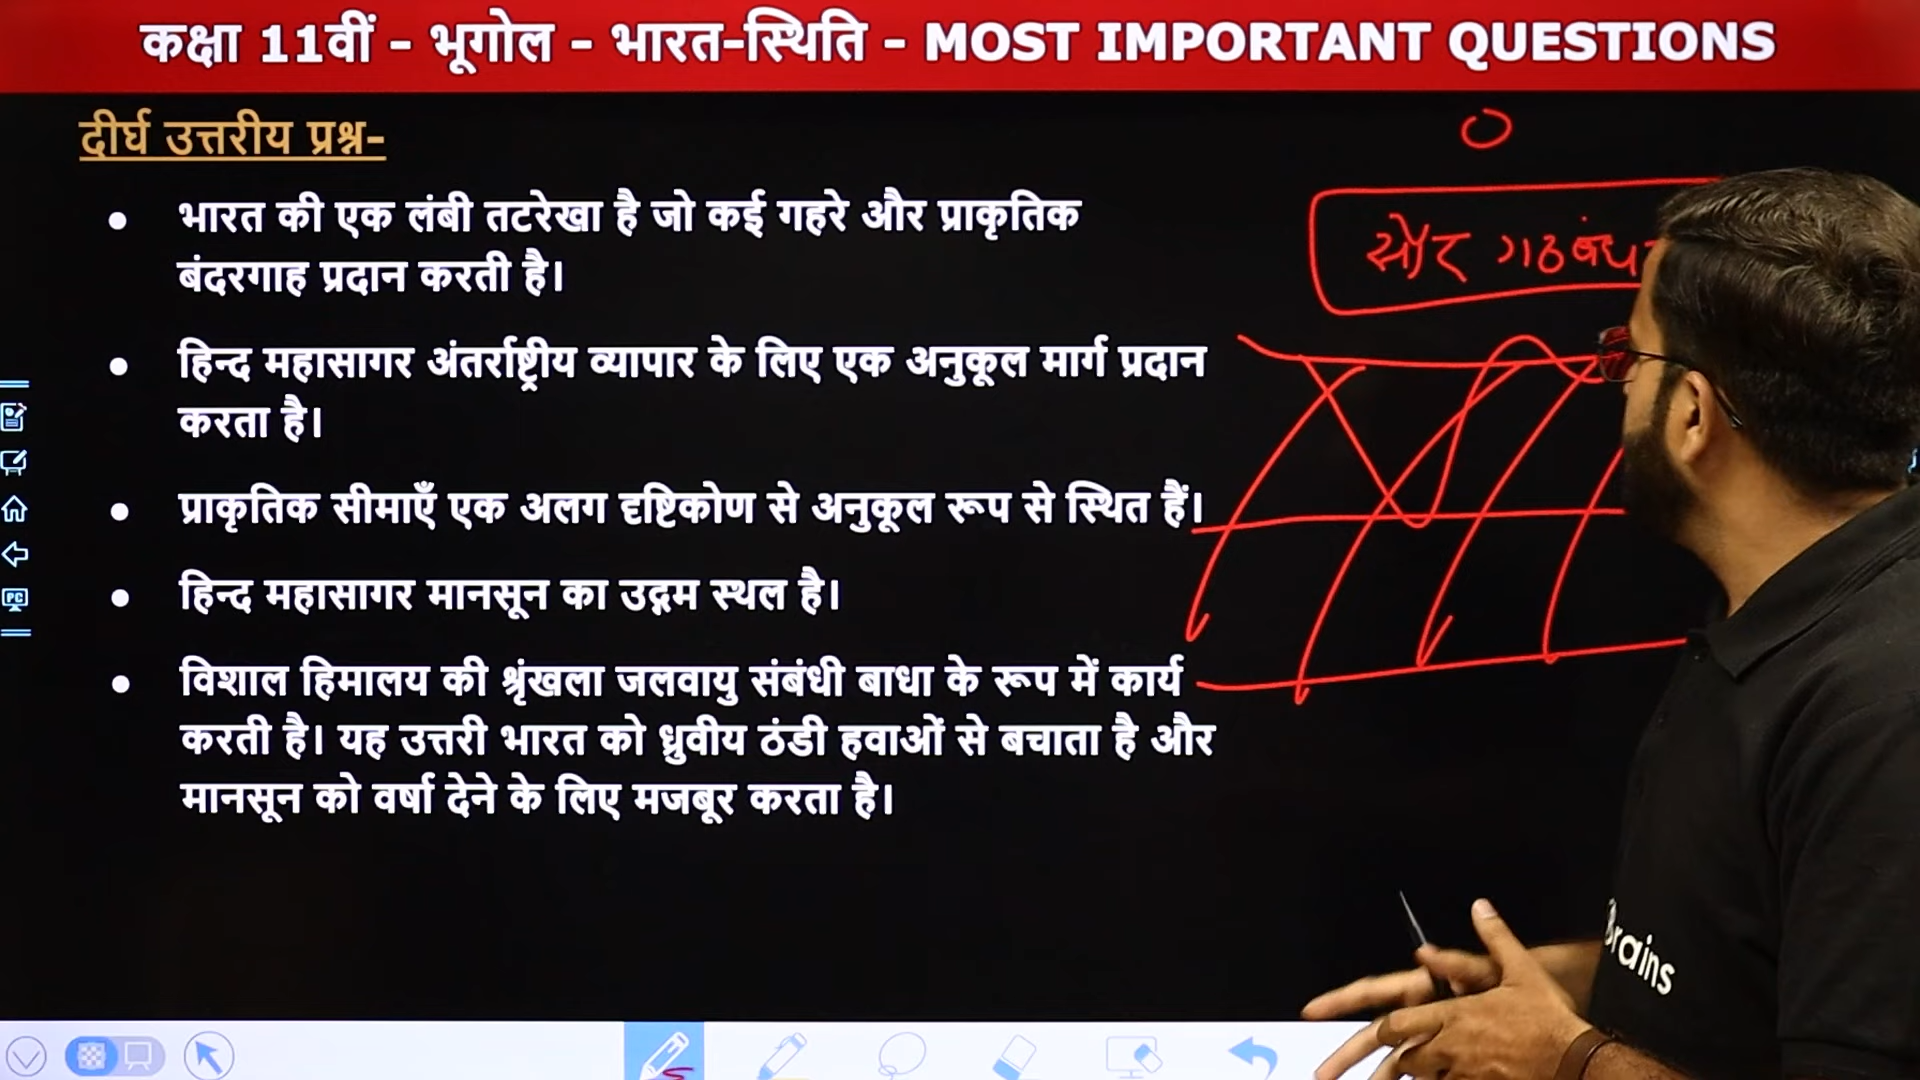 कक्षा 11वीं - भूगोल - भारत-स्थिति - MOST IMPORTANT QUESTIONS
दीर्घ उत्तरीय प्रश्न-
• भारत की एक लंबी तटरेखा है जो कई गहरे और प्राकृतिक
बंदरगाह प्रदान करती है।
• हिन्द महासागर अंतर्राष्ट्रीय व्यापार के लिए एक अनुकूल मार्ग प्रदान
करता है।
• प्राकृतिक सीमाएँ एक अलग दृष्टिकोण से अनुकूल रूप से स्थित हैं।
• हिन्द महासागर मानसून का उद्गम स्थल है।
• विशाल हिमालय की श्रृंखला जलवायु संबंधी बाधा के रूप में कार्य
करती है। यह उत्तरी भारत को ध्रुवीय ठंडी हवाओं से बचाता है और
मानसून को वर्षा देने के लिए मजबूर करता है।
सौर
PC
Brains